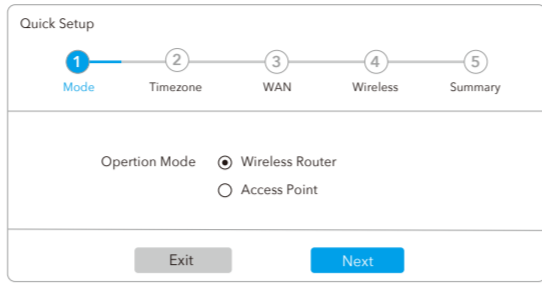 Quick Setup
1 2 3 4 5
Mode Timezone WAN Wireless Summary
Opertion Mode Wireless Router
Access Point
Exit Next